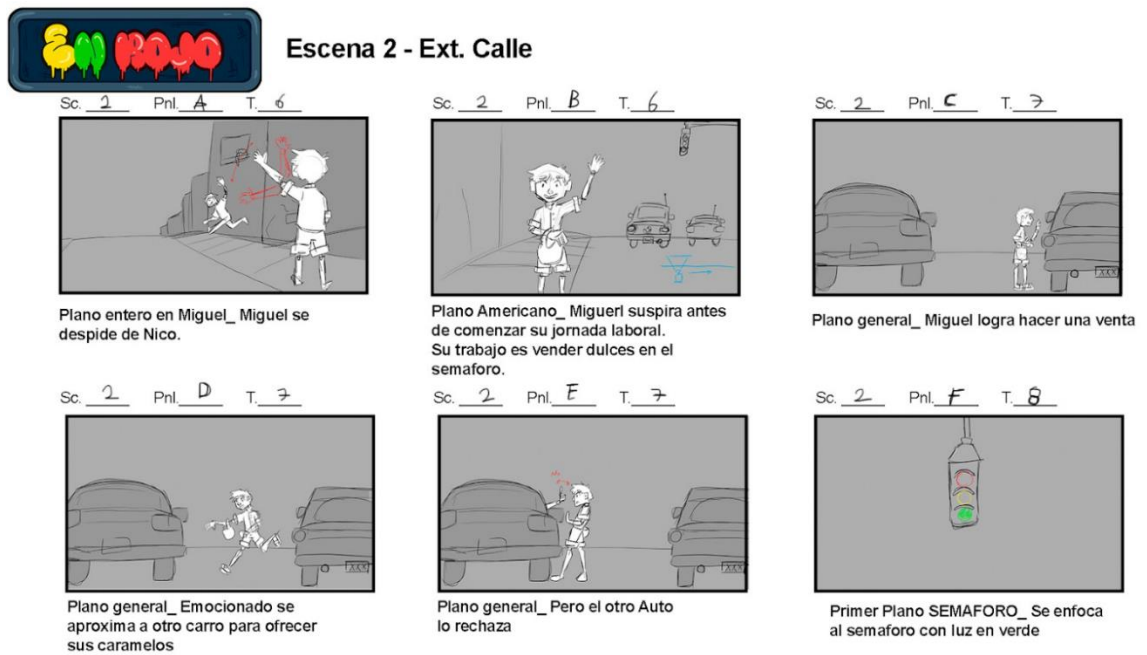 EN ROJO
Escena 2 - Ext. Calle
Sc. 2 Pnl. A T. 6
Sc. 2 Pnl. B T. 6
Sc. 2 Pnl. C T. 7
Plano entero en Miguel_ Miguel se
despide de Nico.
Plano Americano_ Miguerl suspira antes
de comenzar su jornada laboral.
Su trabajo es vender dulces en el
semaforo.
XXX
Plano general_ Miguel logra hacer una venta
Sc. 2 Pnl. D T. 7
Sc. 2 Pnl. E T. 7
Sc. 2 Pnl. F T. 8
XXX
Plano general_ Emocionado se
aproxima a otro carro para ofrecer
sus caramelos
XXX
Plano general_ Pero el otro Auto
lo rechaza
Primer Plano SEMAFORO_ Se enfoca
al semaforo con luz en verde